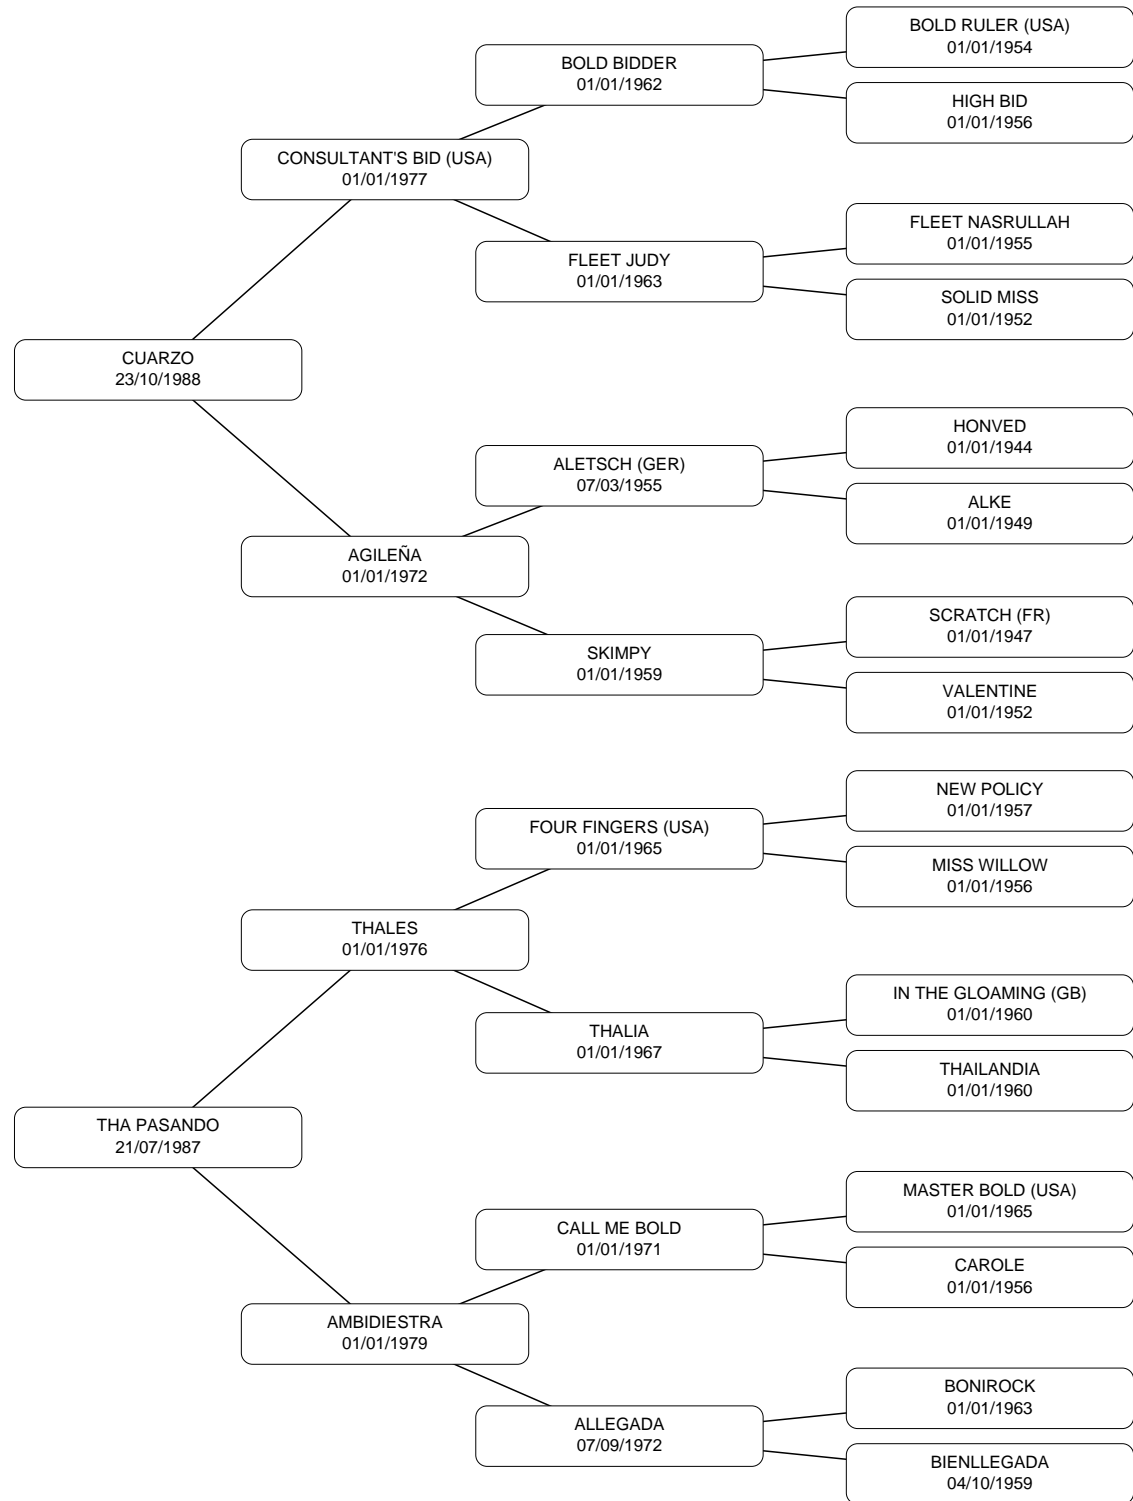 BOLD RULER (USA)
01/01/1954
BOLD BIDDER
01/01/1962
HIGH BID
01/01/1956
CONSULTANT'S BID (USA)
01/01/1977
FLEET NASRULLAH
01/01/1955
FLEET JUDY
01/01/1963
SOLID MISS
01/01/1952
CUARZO
23/10/1988
HONVED
01/01/1944
ALETSCH (GER)
07/03/1955
ALKE
01/01/1949
AGILEÑA
01/01/1972
SCRATCH (FR)
01/01/1947
SKIMPY
01/01/1959
VALENTINE
01/01/1952
NEW POLICY
01/01/1957
FOUR FINGERS (USA)
01/01/1965
MISS WILLOW
01/01/1956
THALES
01/01/1976
IN THE GLOAMING (GB)
01/01/1960
THALIA
01/01/1967
THAILANDIA
01/01/1960
THA PASANDO
21/07/1987
MASTER BOLD (USA)
01/01/1965
CALL ME BOLD
01/01/1971
CAROLE
01/01/1956
AMBIDIESTRA
01/01/1979
BONIROCK
01/01/1963
ALLEGADA
07/09/1972
BIENLLEGADA
04/10/1959